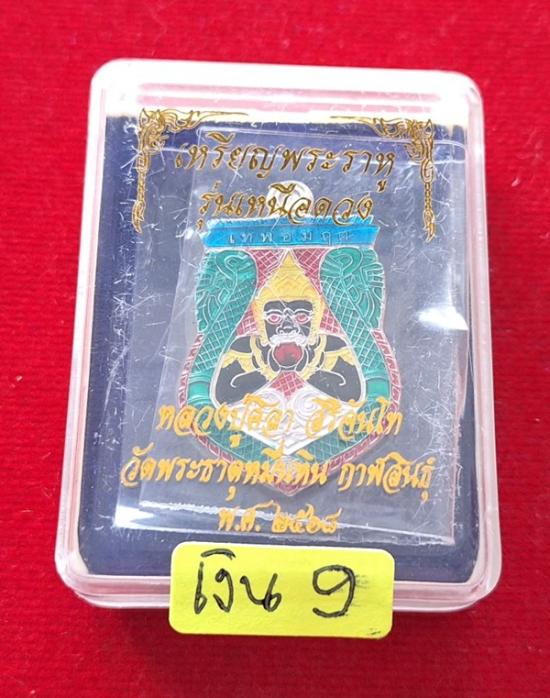 เหรียญพระราหู
รุ่นเหนือดวง
เทพอมฤต
หลวงปู่ศิลา สิริจันโท
วัดพระธาตุหมื่นหิน กาฬสินธุ์
พ.ศ. ๒๕๖๘
เงิน 9